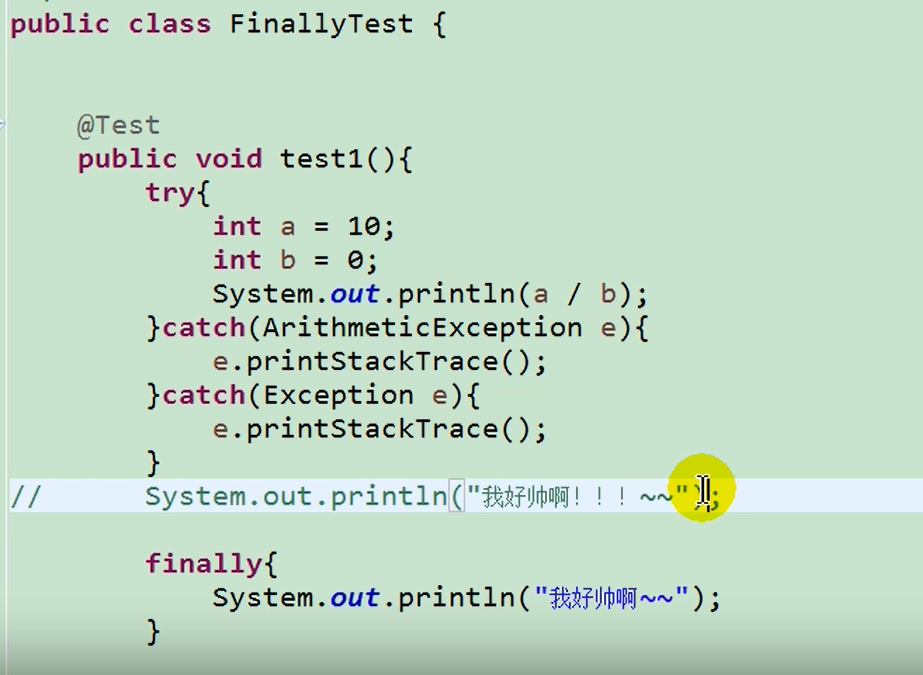 public class FinallyTest {
@Test
public void test1(){
try{
int a = 10;
int b = 0;
System.out.println(a / b);
}catch(ArithmeticException e){
e.printStackTrace();
}catch(Exception e){
e.printStackTrace();
}
// System.out.println("我好帅啊！！！~~");
finally{
System.out.println("我好帅啊~~");
}